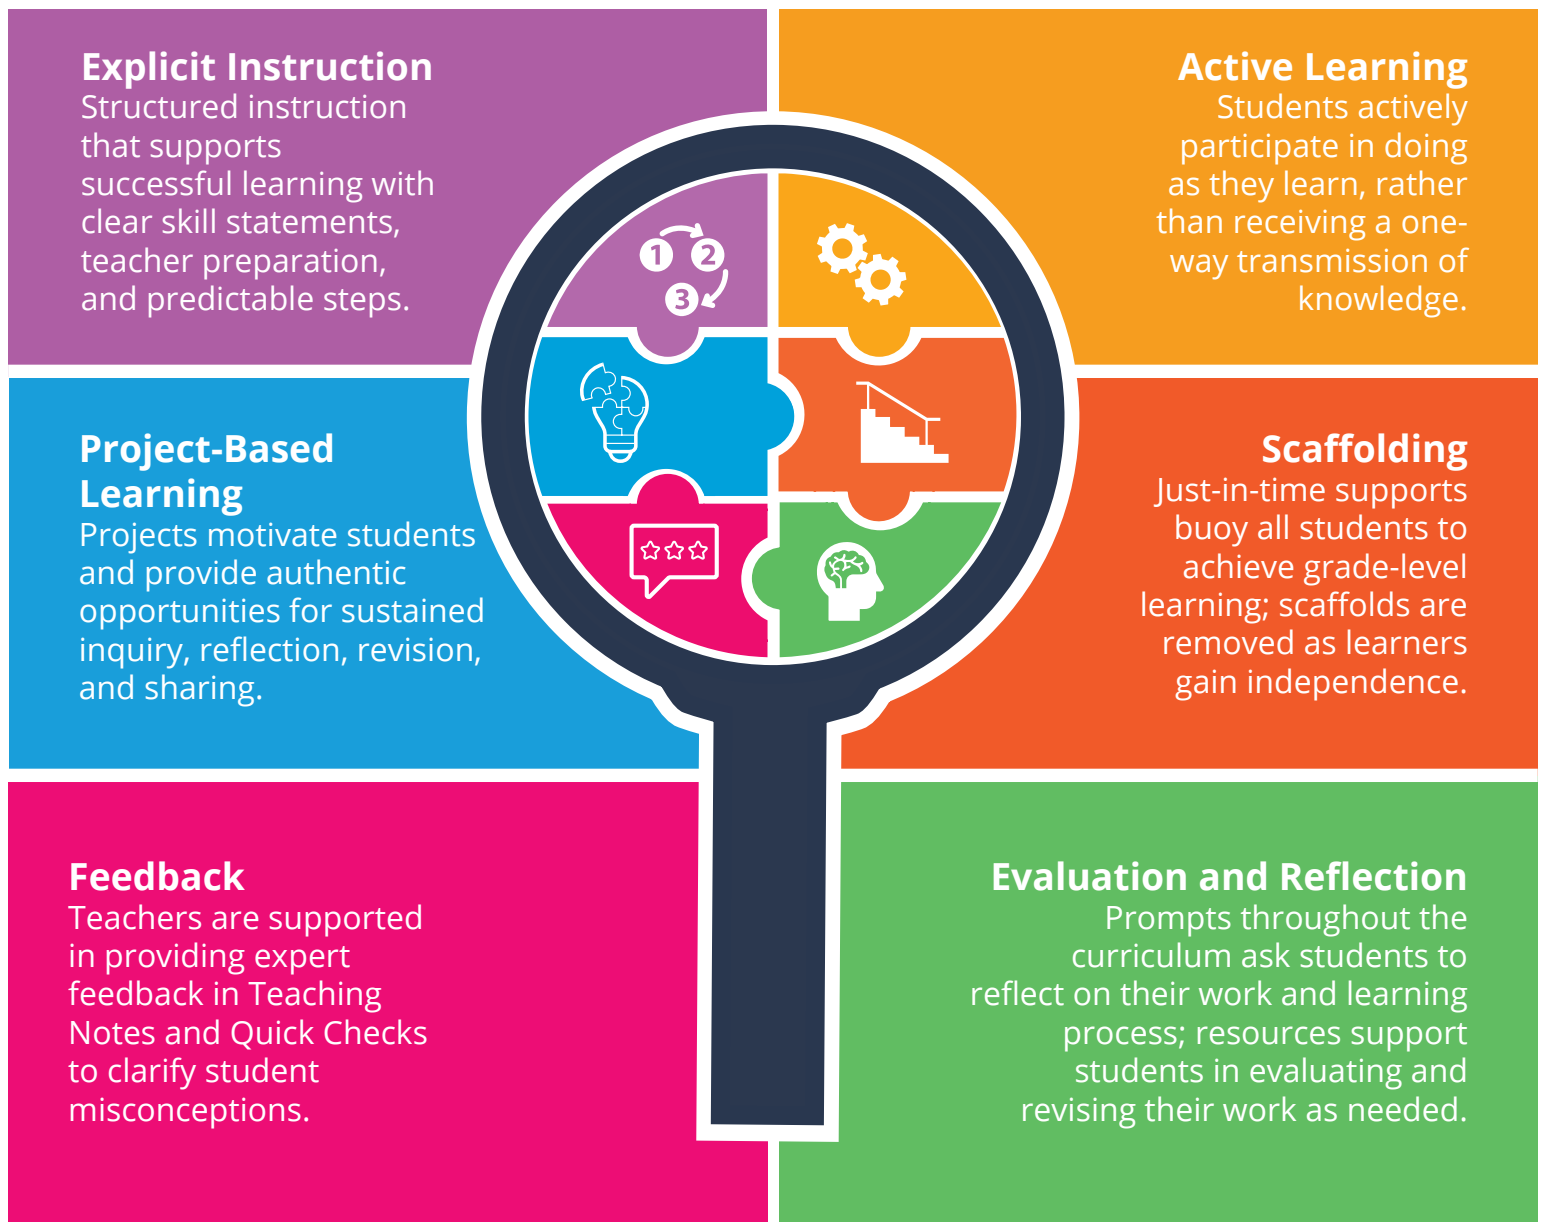 Explicit Instruction
Structured instruction
that supports
successful learning with
clear skill statements,
teacher preparation,
and predictable steps.
Active Learning
Students actively
participate in doing
as they learn, rather
than receiving a one-
way transmission of
knowledge.
1 2
3
Project-Based
Learning
Projects motivate students
and provide authentic
opportunities for sustained
inquiry, reflection, revision,
and sharing.
Scaffolding
Just-in-time supports
buoy all students to
achieve grade-level
learning; scaffolds are
removed as learners
gain independence.
Feedback
Teachers are supported
in providing expert
feedback in Teaching
Notes and Quick Checks
to clarify student
misconceptions.
Evaluation and Reflection
Prompts throughout the
curriculum ask students to
reflect on their work and learning
process; resources support
students in evaluating and
revising their work as needed.